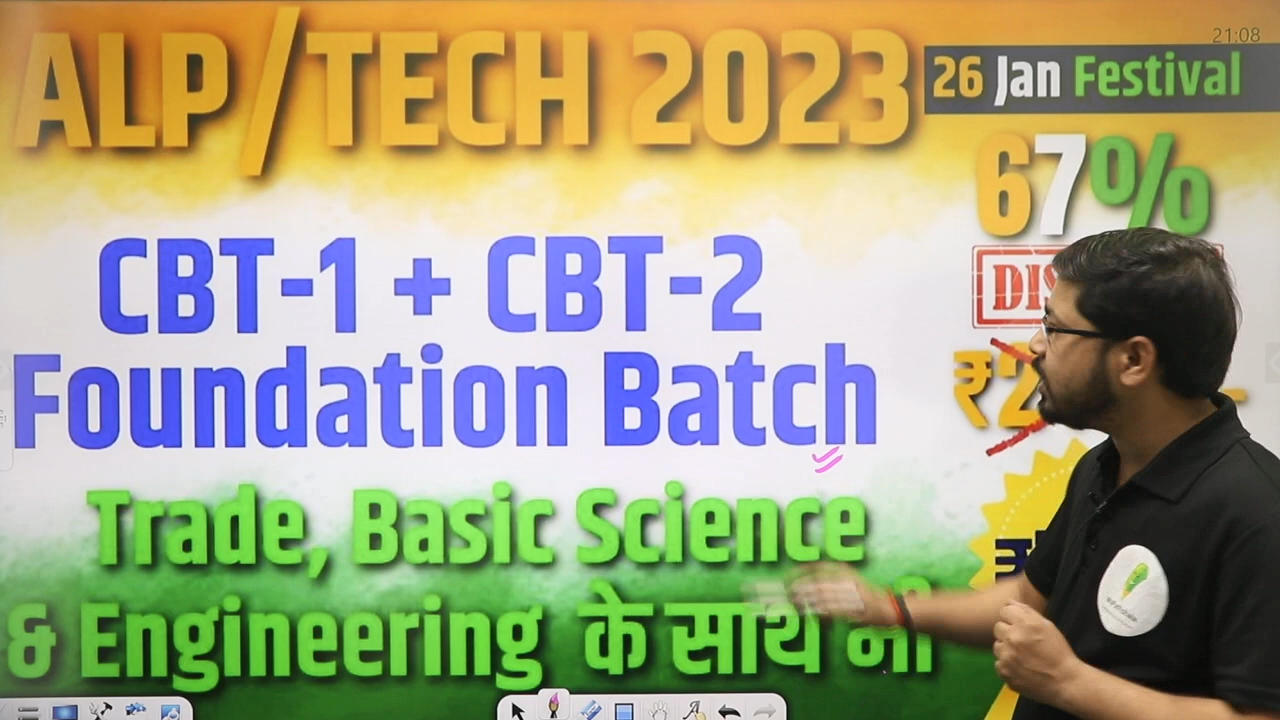 ALP/TECH 2023
21:08
26 Jan Festival
67%
CBT-1 + CBT-2
Foundation Batch
Trade, Basic Science
& Engineering के साथ भी